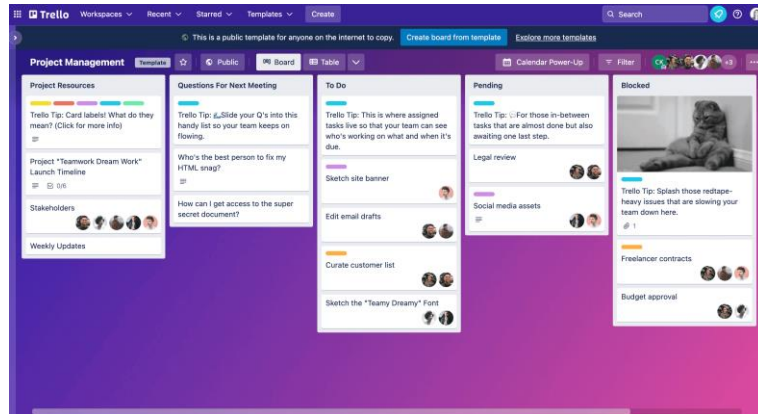 Trello
Workspaces
Recent
Starred
Templates
Create
Search
This is a public template for anyone on the internet to copy.
Create board from template
Explore more templates
Project Management
Template
Public
Board
Table
Calendar Power-Up
Filter
CK
+3
Project Resources
Trello Tip: Card labels! What do they
mean? (Click for more info)
Project "Teamwork Dream Work"
Launch Timeline
0/6
Stakeholders
Weekly Updates
Questions For Next Meeting
Trello Tip: Slide your Q's into this
handy list so your team keeps on
flowing.
Who's the best person to fix my
HTML snag?
How can I get access to the super
secret document?
To Do
Trello Tip: This is where assigned
tasks live so that your team can see
who's working on what and when it's
due.
Sketch site banner
Edit email drafts
Curate customer list
Sketch the "Teamy Dreamy" Font
Pending
Trello Tip: For those in-between
tasks that are almost done but also
awaiting one last step.
Legal review
Social media assets
Blocked
Trello Tip: Splash those redtape-
heavy issues that are slowing your
team down here.
1
Freelancer contracts
Budget approval